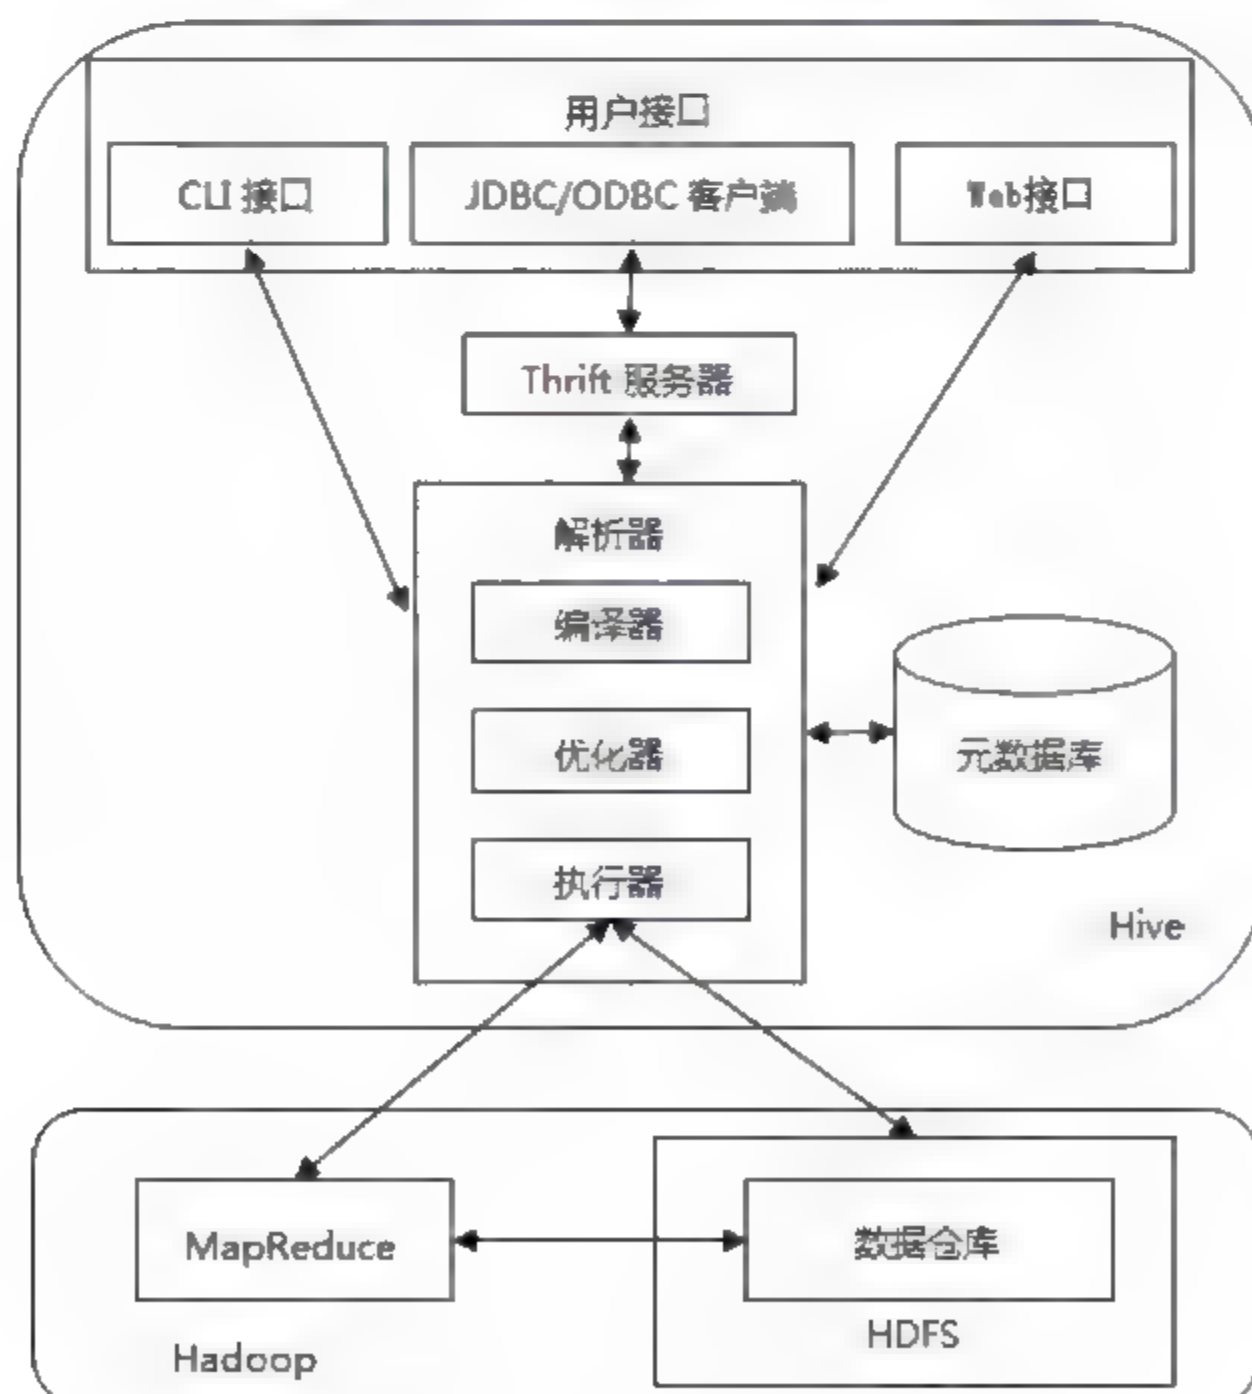 用户接口
CLI 接口
JDBC/ODBC 客户端
Web接口
Thrift 服务器
解析器
编译器
优化器
元数据库
执行器
Hive
MapReduce
数据仓库
HDFS
Hadoop